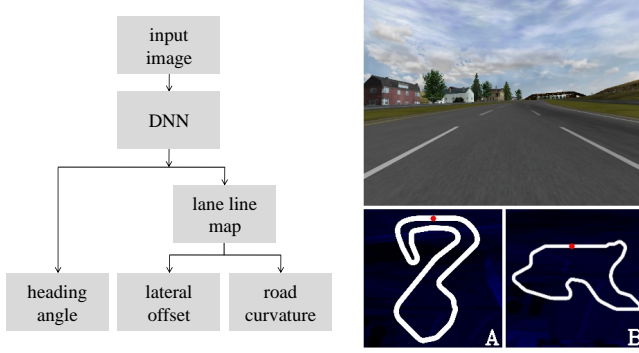 input
image
DNN
lane line
map
heading
angle
lateral
offset
road
curvature
A
B